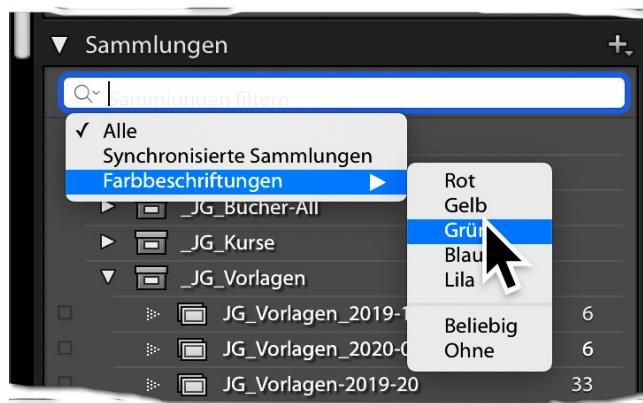 Sammlungen
Sammlungen filtern
Alle
Synchronisierte Sammlungen
Farbbeschriftungen
Rot
Gelb
Grün
Blau
Lila
Beliebig
Ohne
_JG_Bücher-All
_JG_Kurse
_JG_Vorlagen
JG_Vorlagen_2019-1 6
JG_Vorlagen_2020-0 6
JG_Vorlagen-2019-20 33